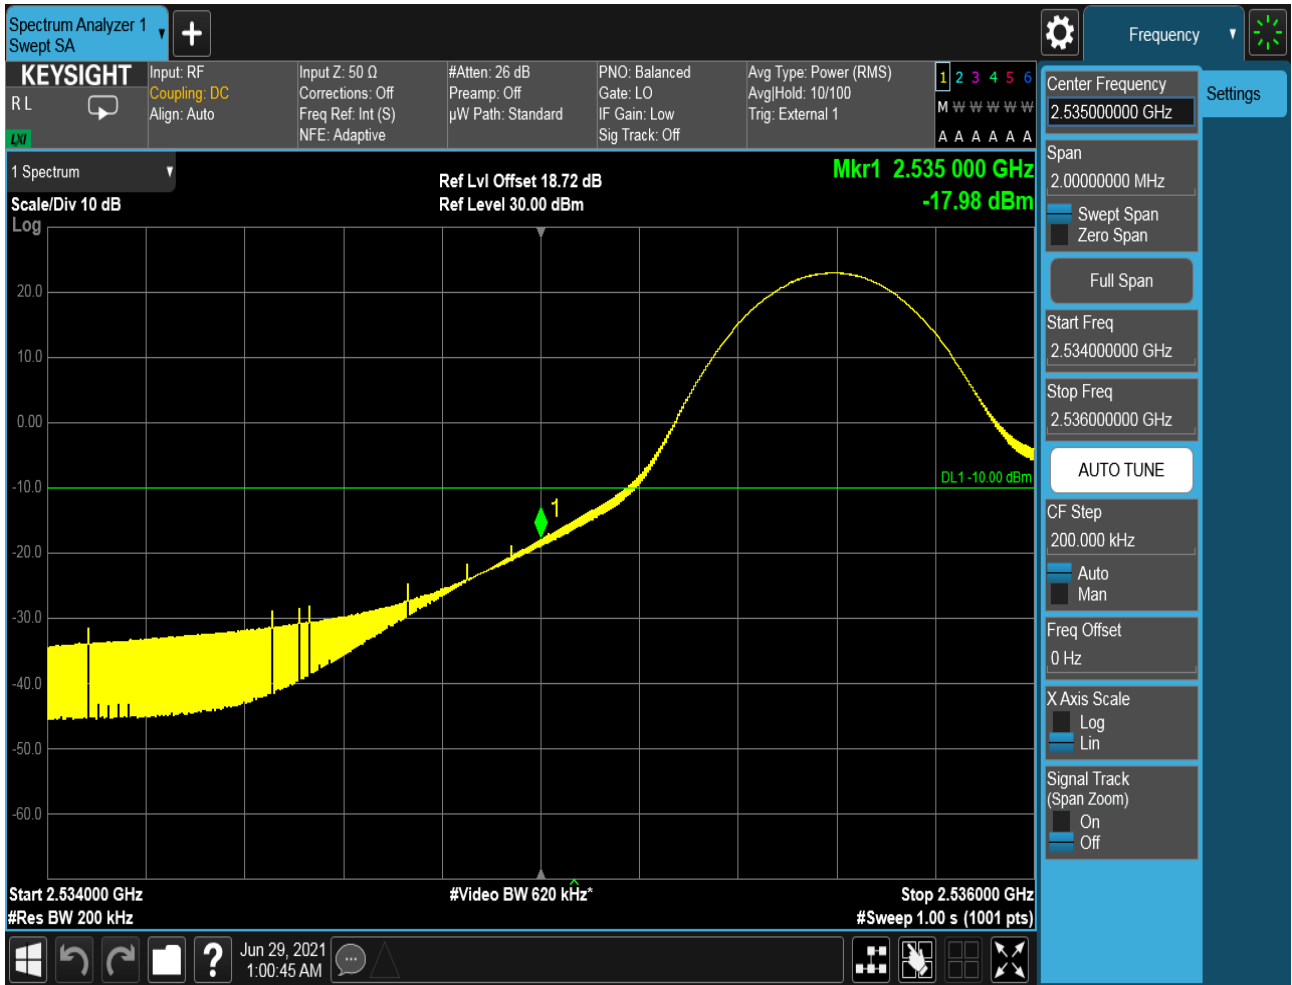 Spectrum Analyzer 1
Swept SA
Frequency
KEYSIGHT
R L
LXI
Input: RF
Coupling: DC
Align: Auto
Input Z: 50 Ω
Corrections: Off
Freq Ref: Int (S)
NFE: Adaptive
#Atten: 26 dB
Preamp: Off
µW Path: Standard
PNO: Balanced
Gate: LO
IF Gain: Low
Sig Track: Off
Avg Type: Power (RMS)
Avg|Hold: 10/100
Trig: External 1
1 2 3 4 5 6
M W W W W W
A A A A A A
Center Frequency
2.535000000 GHz
Settings
Span
2.00000000 MHz
Swept Span
Zero Span
Full Span
Start Freq
2.534000000 GHz
Stop Freq
2.536000000 GHz
AUTO TUNE
CF Step
200.000 kHz
Auto
Man
Freq Offset
0 Hz
X Axis Scale
Log
Lin
Signal Track
(Span Zoom)
On
Off
1 Spectrum
Scale/Div 10 dB
Log
Ref Lvl Offset 18.72 dB
Ref Level 30.00 dBm
Mkr1 2.535 000 GHz
-17.98 dBm
20.0
10.0
0.00
-10.0
-20.0
-30.0
-40.0
-50.0
-60.0
DL1 -10.00 dBm
1
Start 2.534000 GHz
#Video BW 620 kHz*
Stop 2.536000 GHz
#Res BW 200 kHz
#Sweep 1.00 s (1001 pts)
?
Jun 29, 2021
1:00:45 AM